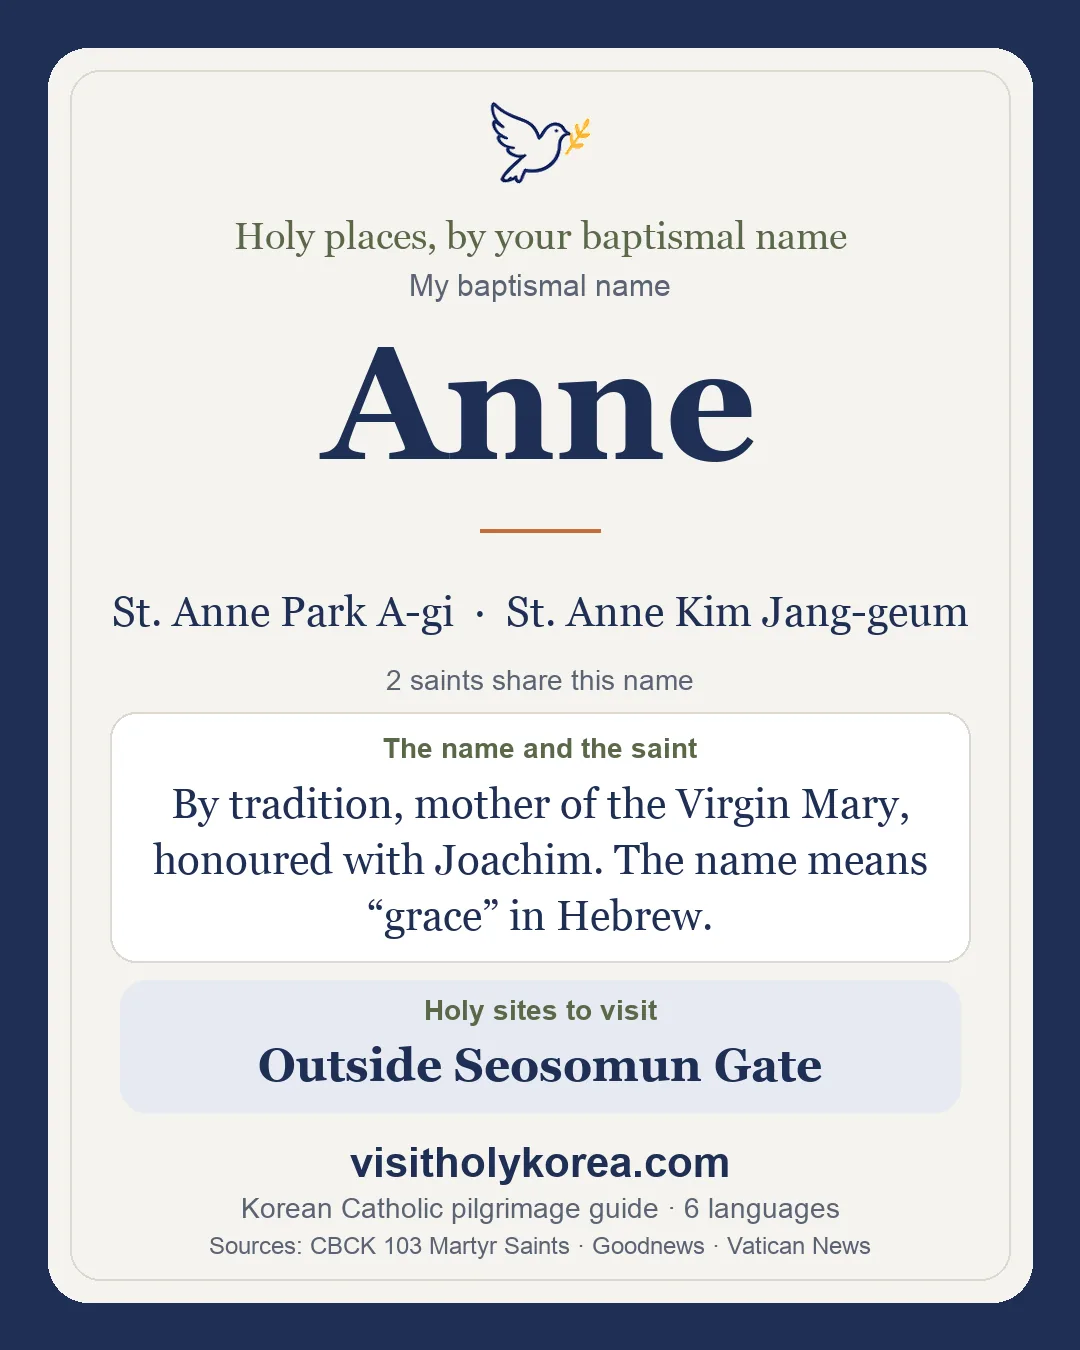 Holy places, by your baptismal name
My baptismal name
Anne
St. Anne Park A-gi · St. Anne Kim Jang-geum
2 saints share this name
The name and the saint
By tradition, mother of the Virgin Mary,
honoured with Joachim. The name means
“grace” in Hebrew.
Holy sites to visit
Outside Seosomun Gate
visitholykorea.com
Korean Catholic pilgrimage guide · 6 languages
Sources: CBCK 103 Martyr Saints · Goodnews · Vatican News